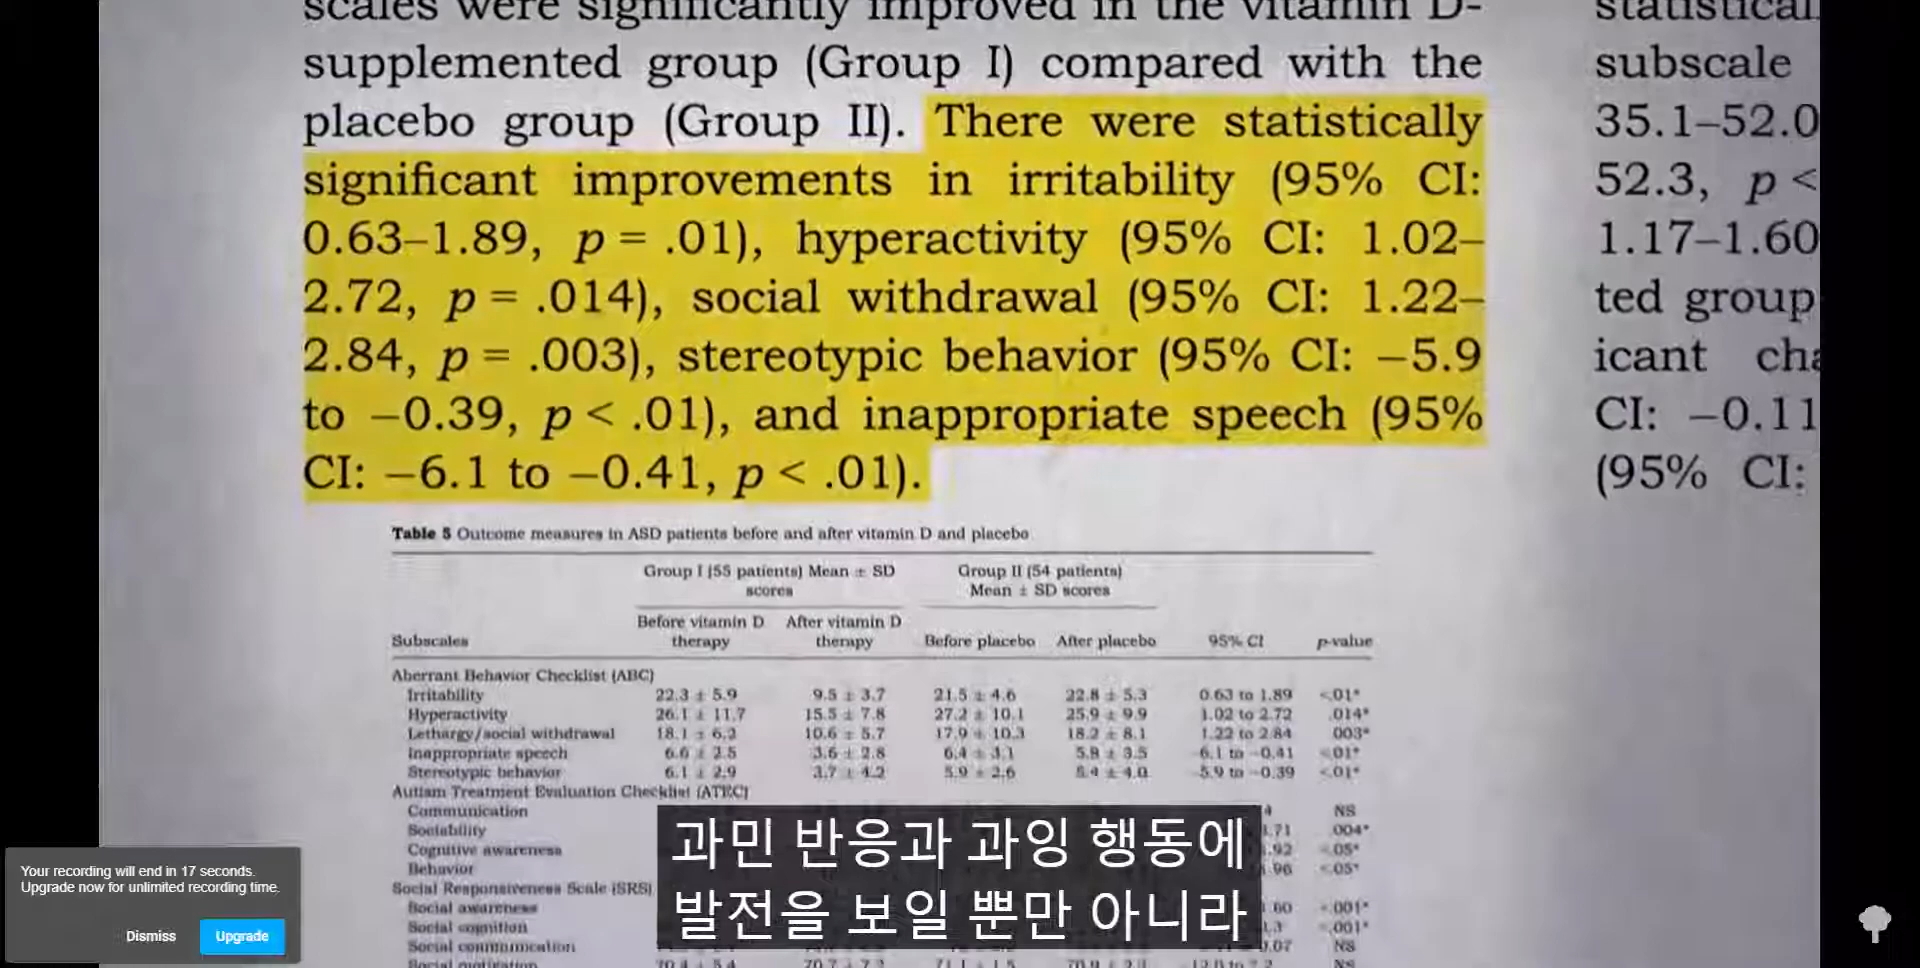 scales were significantly improved in the vitamin D-
supplemented group (Group I) compared with the
placebo group (Group II). There were statistically
significant improvements in irritability (95% CI:
0.63–1.89, p = .01), hyperactivity (95% CI: 1.02–
2.72, p = .014), social withdrawal (95% CI: 1.22–
2.84, p = .003), stereotypic behavior (95% CI: −5.9
to −0.39, p < .01), and inappropriate speech (95%
CI: −6.1 to −0.41, p < .01).
statistical
subscale
35.1–52.0
52.3, p <
1.17–1.60
ted group
icant cha
CI: −0.11
(95% CI:
Table 5 Outcome measures in ASD patients before and after vitamin D and placebo
Group I (55 patients) Mean ± SD scores
Group II (54 patients) Mean ± SD scores
Subscales Before vitamin D therapy After vitamin D therapy Before placebo After placebo 95% CI p-value
Aberrant Behavior Checklist (ABC)
Irritability 22.3 ± 5.9 9.5 ± 3.7 21.5 ± 4.6 22.8 ± 5.3 0.63 to 1.89 <.01*
Hyperactivity 26.1 ± 11.7 15.5 ± 7.8 27.2 ± 10.1 25.9 ± 9.9 1.02 to 2.72 .014*
Lethargy/social withdrawal 18.1 ± 6.2 10.6 ± 5.7 17.9 ± 10.3 18.2 ± 8.1 1.22 to 2.84 .003*
Inappropriate speech 6.6 ± 2.5 3.6 ± 2.8 6.4 ± 3.1 5.8 ± 3.5 −6.1 to −0.41 <.01*
Stereotypic behavior 6.1 ± 2.9 3.7 ± 4.2 5.9 ± 2.6 5.4 ± 4.0 −5.9 to −0.39 <.01*
Autism Treatment Evaluation Checklist (ATEC)
Communication NS
Sociability .71 .004*
Cognitive awareness .92 <.05*
Behavior .96 <.05*
Social Responsiveness Scale (SRS)
Social awareness .60 <.001*
Social cognition 1.3 <.001*
Social communication 0.07 NS
Social motivation
과민 반응과 과잉 행동에
발전을 보일 뿐만 아니라
Your recording will end in 17 seconds.
Upgrade now for unlimited recording time.
Dismiss Upgrade